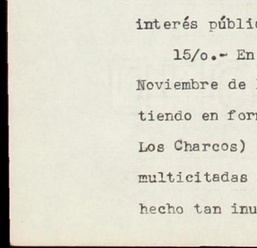 interés públic
15/o.- En
Noviembre de
tiendo en for
Los Charcos)
multicitadas
hecho tan inu